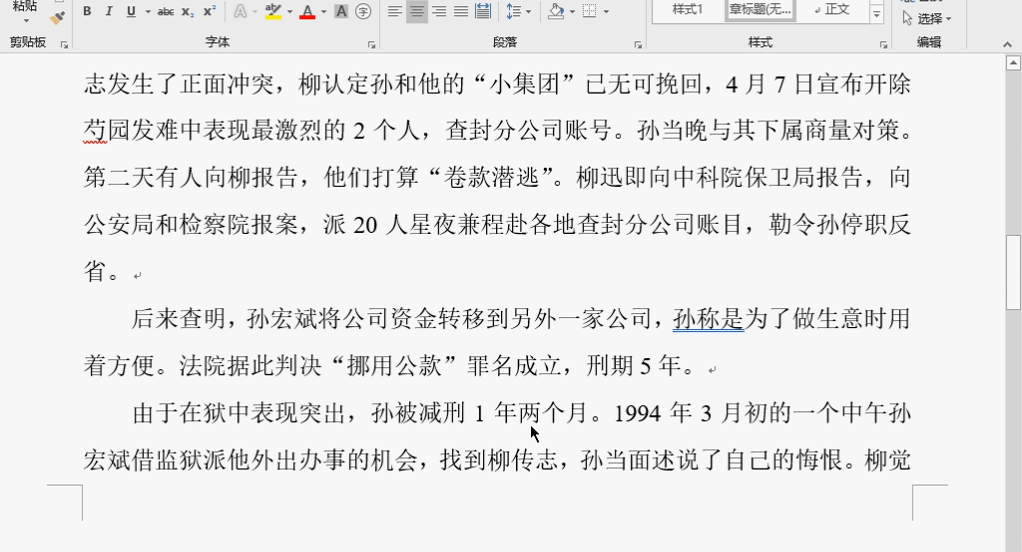 粘贴
B I U abc X₂ X² A aby A A 字
样式1 章标题(无... 正文
选择
剪贴板 字体 段落 样式 编辑
志发生了正面冲突，柳认定孙和他的“小集团”已无可挽回，4 月 7 日宣布开除
芍园发难中表现最激烈的 2 个人，查封分公司账号。孙当晚与其下属商量对策。
第二天有人向柳报告，他们打算“卷款潜逃”。柳迅即向中科院保卫局报告，向
公安局和检察院报案，派 20 人星夜兼程赴各地查封分公司账目，勒令孙停职反
省。
后来查明，孙宏斌将公司资金转移到另外一家公司，孙称是为了做生意时用
着方便。法院据此判决“挪用公款”罪名成立，刑期 5 年。
由于在狱中表现突出，孙被减刑 1 年两个月。1994 年 3 月初的一个中午孙
宏斌借监狱派他外出办事的机会，找到柳传志，孙当面述说了自己的悔恨。柳觉